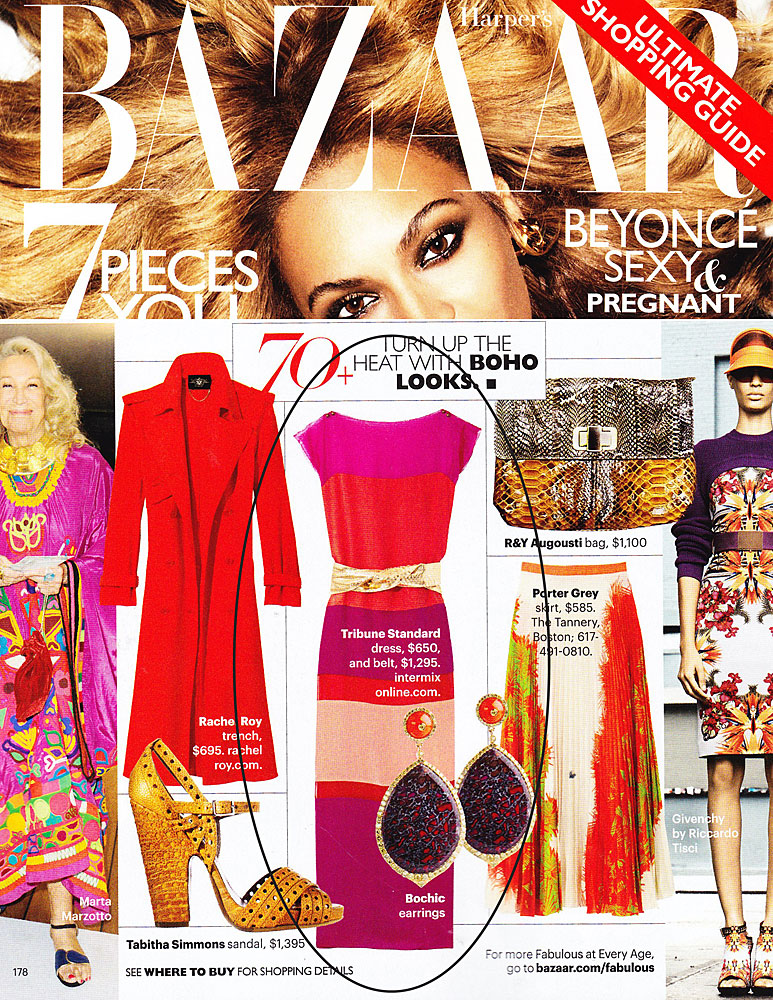 Harper's
BAZAAR
ULTIMATE
SHOPPING GUIDE
7 PIECES
YOU
BEYONCÉ
SEXY &
PREGNANT
70+
TURN UP THE
HEAT WITH BOHO
LOOKS.
R&Y Augousti bag, $1,100
Porter Grey
skirt, $585.
The Tannery,
Boston; 617-
491-0810.
Tribune Standard
dress, $650,
and belt, $1,295.
intermix
online.com.
Rachel Roy
trench,
$695. rachel
roy.com.
Givenchy
by Riccardo
Tisci
Marta
Marzotto
Bochic
earrings
Tabitha Simmons sandal, $1,395
178
SEE WHERE TO BUY FOR SHOPPING DETAILS
For more Fabulous at Every Age,
go to bazaar.com/fabulous